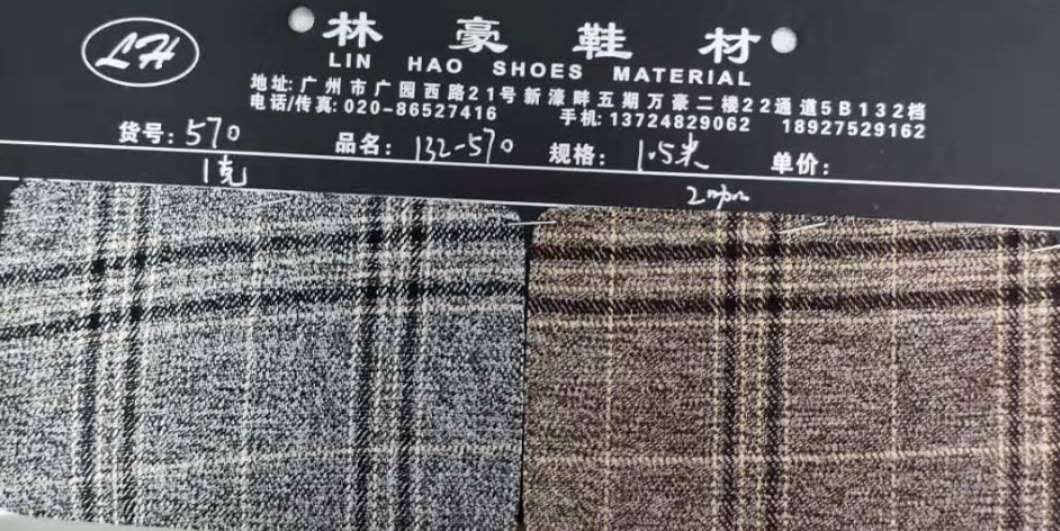 LH
林豪鞋材
LIN HAO SHOES MATERIAL
地址:广州市广园西路21号新濠畔五期万豪二楼22通道5B132档
电话/传真:020-86527416 手机:13724829062 18927529162
货号:570 品名:132-570 规格:1.5米 单价:
1克